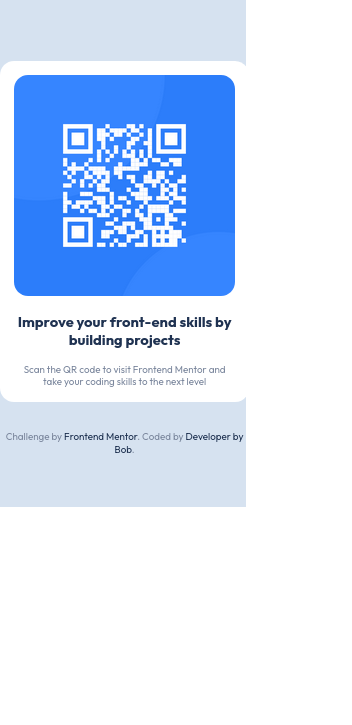 Improve your front-end skills by
building projects
Scan the QR code to visit Frontend Mentor and
take your coding skills to the next level
Challenge by Frontend Mentor. Coded by Developer by
Bob.